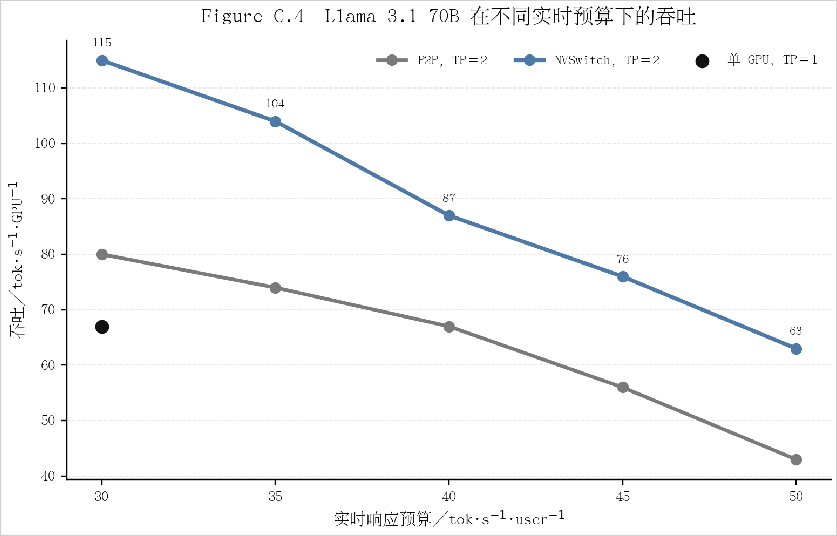 Figure C.4 Llama 3.1 70B 在不同实时预算下的吞吐
P2P, TP=2
NVSwitch, TP=2
单 GPU, TP=1
115
104
87
76
63
吞吐/tok·s⁻¹·GPU⁻¹
110
100
90
80
70
60
50
40
30 35 40 45 50
实时响应预算/tok·s⁻¹·user⁻¹